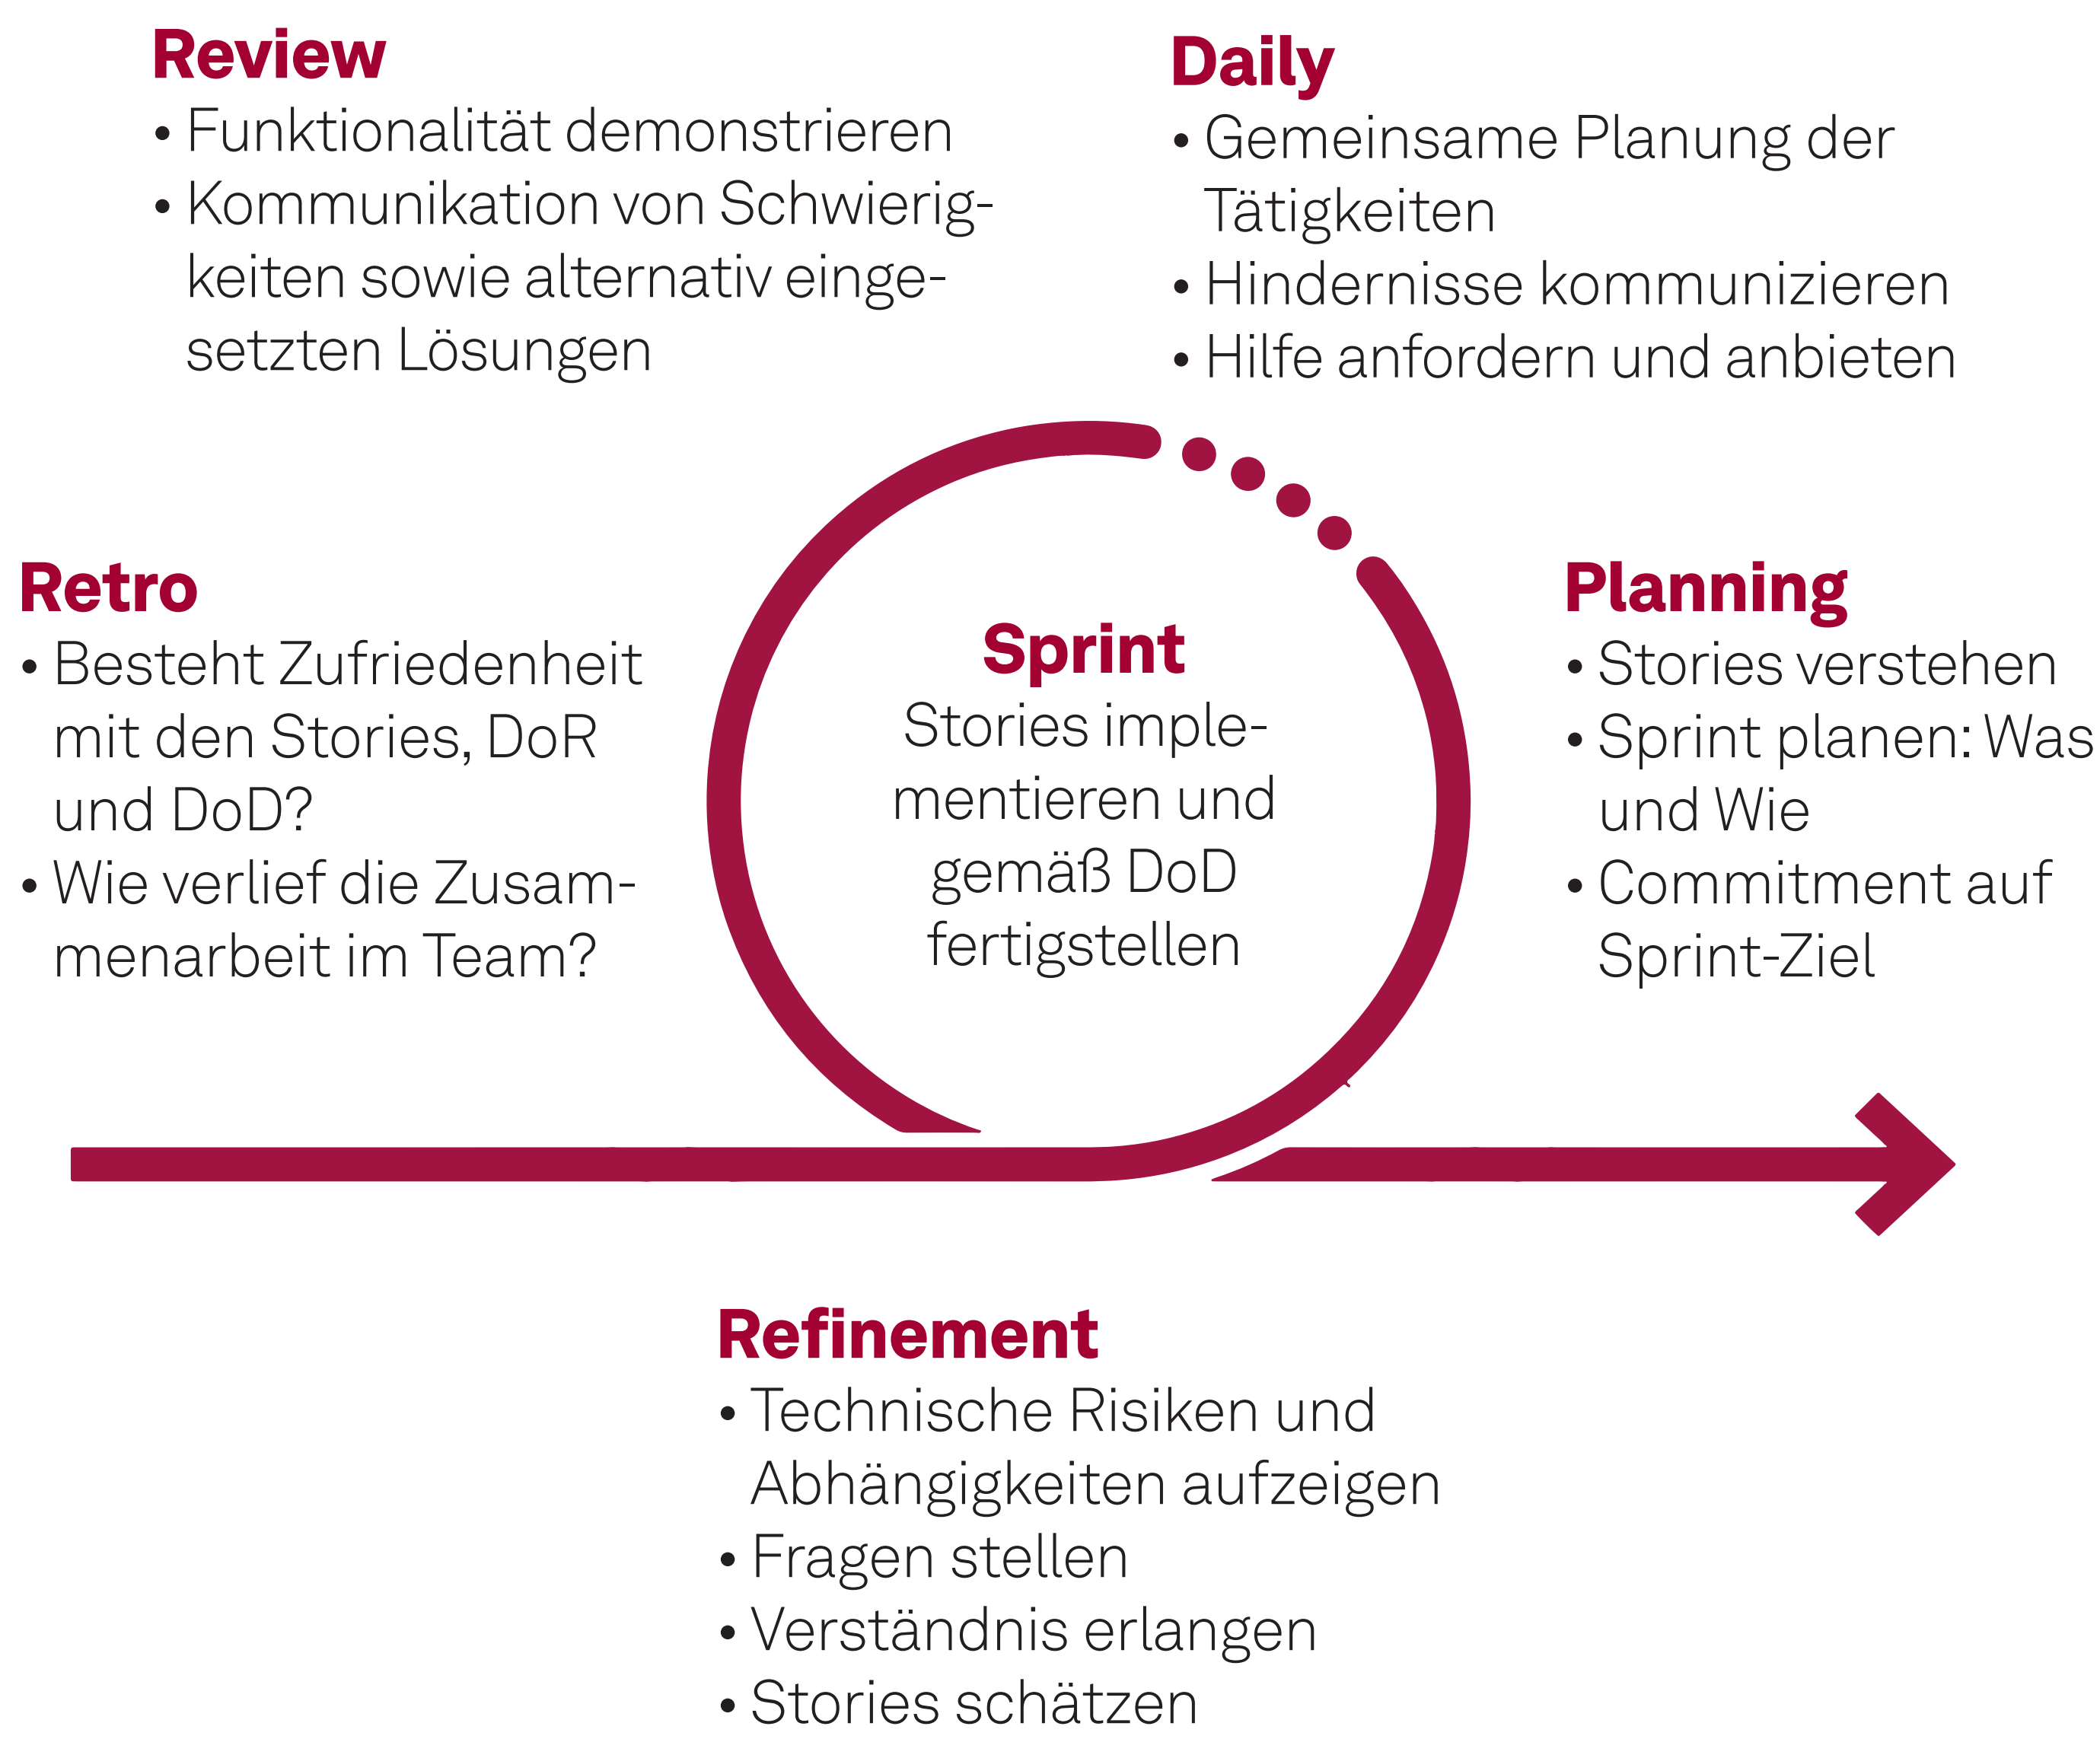 Review
• Funktionalität demonstrieren
• Kommunikation von Schwierig-
keiten sowie alternativ einge-
setzten Lösungen
Daily
• Gemeinsame Planung der
Tätigkeiten
• Hindernisse kommunizieren
• Hilfe anfordern und anbieten
Retro
• Besteht Zufriedenheit
mit den Stories, DoR
und DoD?
• Wie verlief die Zusam-
menarbeit im Team?
Sprint
Stories imple-
mentieren und
gemäß DoD
fertigstellen
Planning
• Stories verstehen
• Sprint planen: Was
und Wie
• Commitment auf
Sprint-Ziel
Refinement
• Technische Risiken und
Abhängigkeiten aufzeigen
• Fragen stellen
• Verständnis erlangen
• Stories schätzen